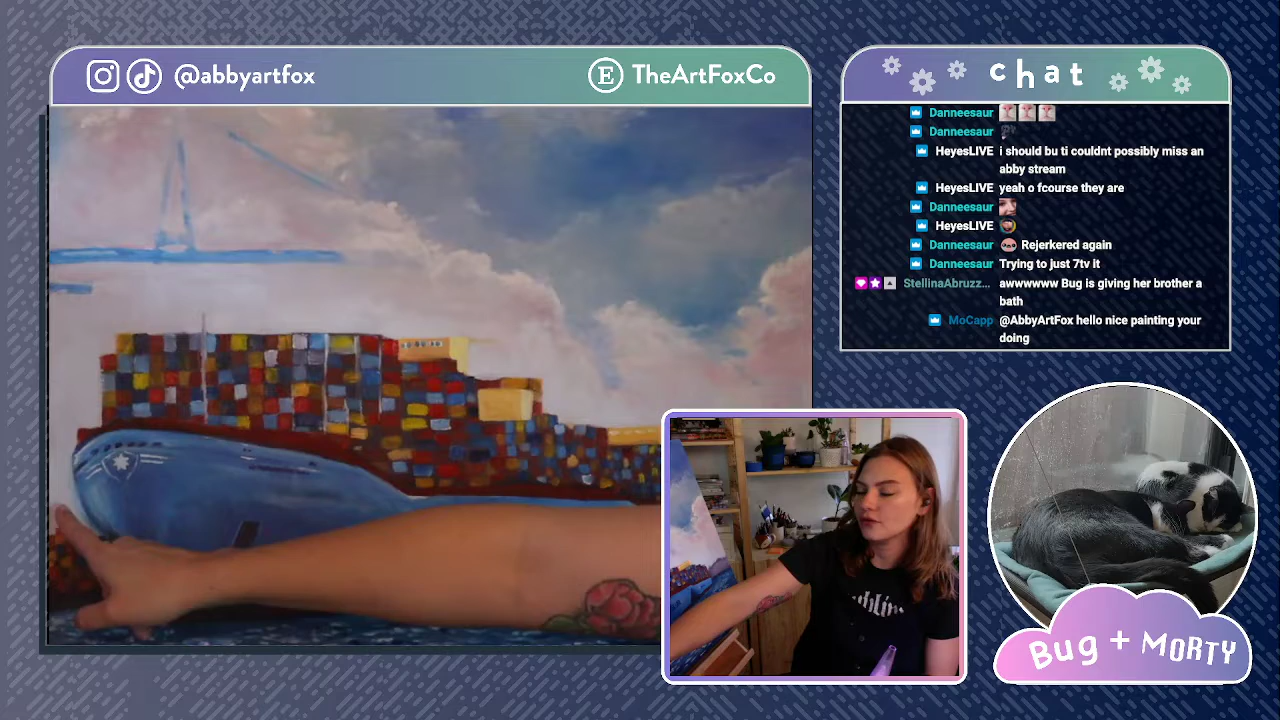 @abbyartfox
E TheArtFoxCo
chat
Danneesaur
Danneesaur
HeyesLIVE i should bu ti couldnt possibly miss an
abby stream
HeyesLIVE yeah o fcourse they are
Danneesaur
HeyesLIVE
Danneesaur Rejerkered again
Danneesaur Trying to just 7tv it
StellinaAbruzz... awwwwww Bug is giving her brother a
bath
MoCapp @AbbyArtFox hello nice painting your
doing
Bug + MORTY